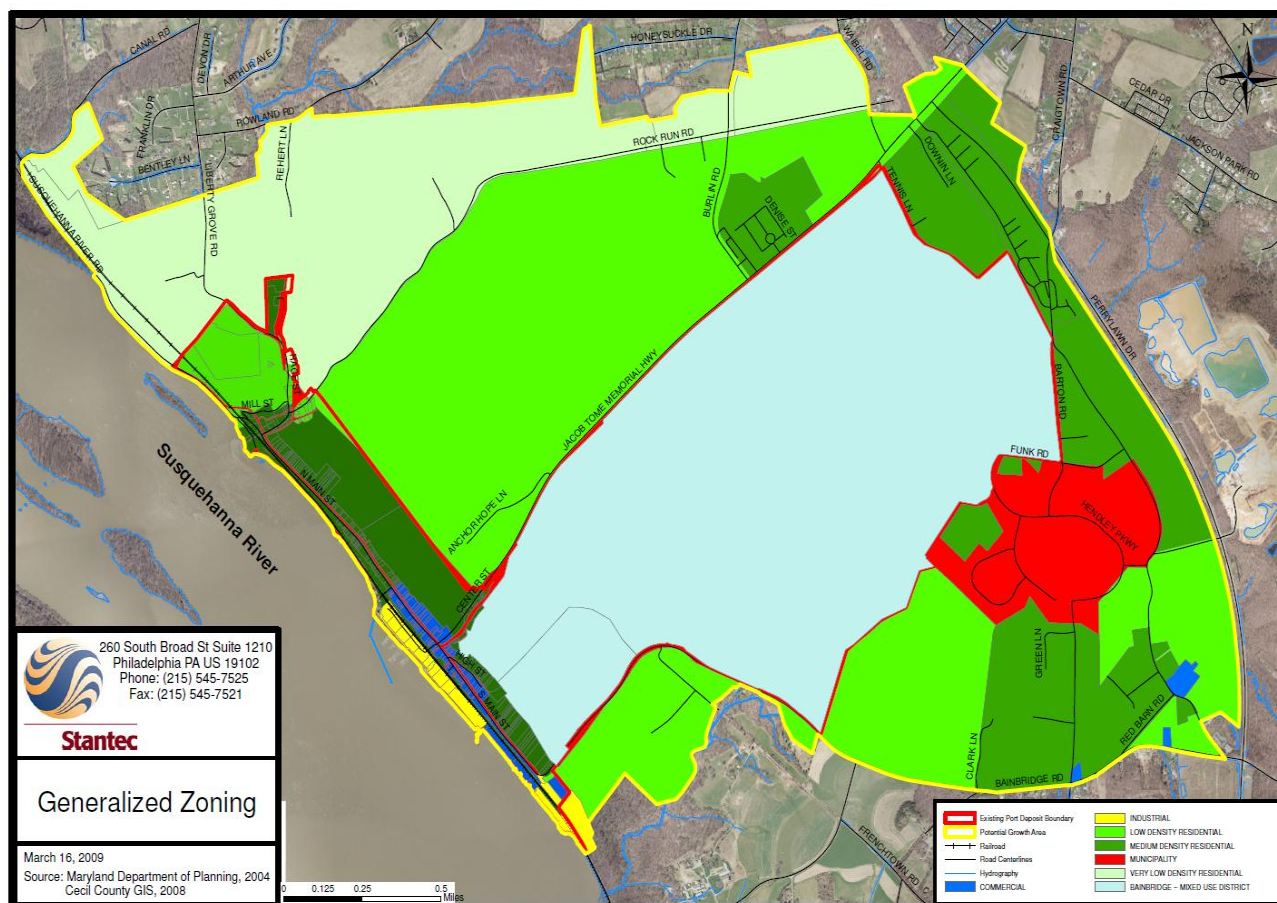 CANAL RD
DEVON DR
ARTHUR AVE
FRANKLIN DR
ROWLAND RD
BENTLEY LN
LIBERTY GROVE RD
REHERT LN
HONEYSUCKLE DR
WAIBEL RD
ROCK RUN RD
BURLIN RD
DENISE ST
TENNIS LN
DOWNIN LN
CRAIGTOWN RD
CEDAR DR
JACKSON PARK RD
N
SUSQUEHANNA RIVER RD
RACE ST
MILL ST
N MAIN ST
Susquehanna River
JACOB TOME MEMORIAL HWY
ANCHOR HOPE LN
CENTER ST
HIGH ST
S MAIN ST
PERRYLAWN DR
BARTON RD
FUNK RD
HENDLEY PKWY
GREEN LN
CLARK LN
RED BARN RD
BAINBRIDGE RD
FRENCHTOWN RD
260 South Broad St Suite 1210
Philadelphia PA US 19102
Phone: (215) 545-7525
Fax: (215) 545-7521
Stantec
Generalized Zoning
March 16, 2009
Source: Maryland Department of Planning, 2004
Cecil County GIS, 2008
0 0.125 0.25 0.5
Miles
Existing Port Deposit Boundary
Potential Growth Area
Railroad
Road Centerlines
Hydrography
COMMERCIAL
INDUSTRIAL
LOW DENSITY RESIDENTIAL
MEDIUM DENSITY RESIDENTIAL
MUNICIPALITY
VERY LOW DENSITY RESIDENTIAL
BAINBRIDGE – MIXED USE DISTRICT